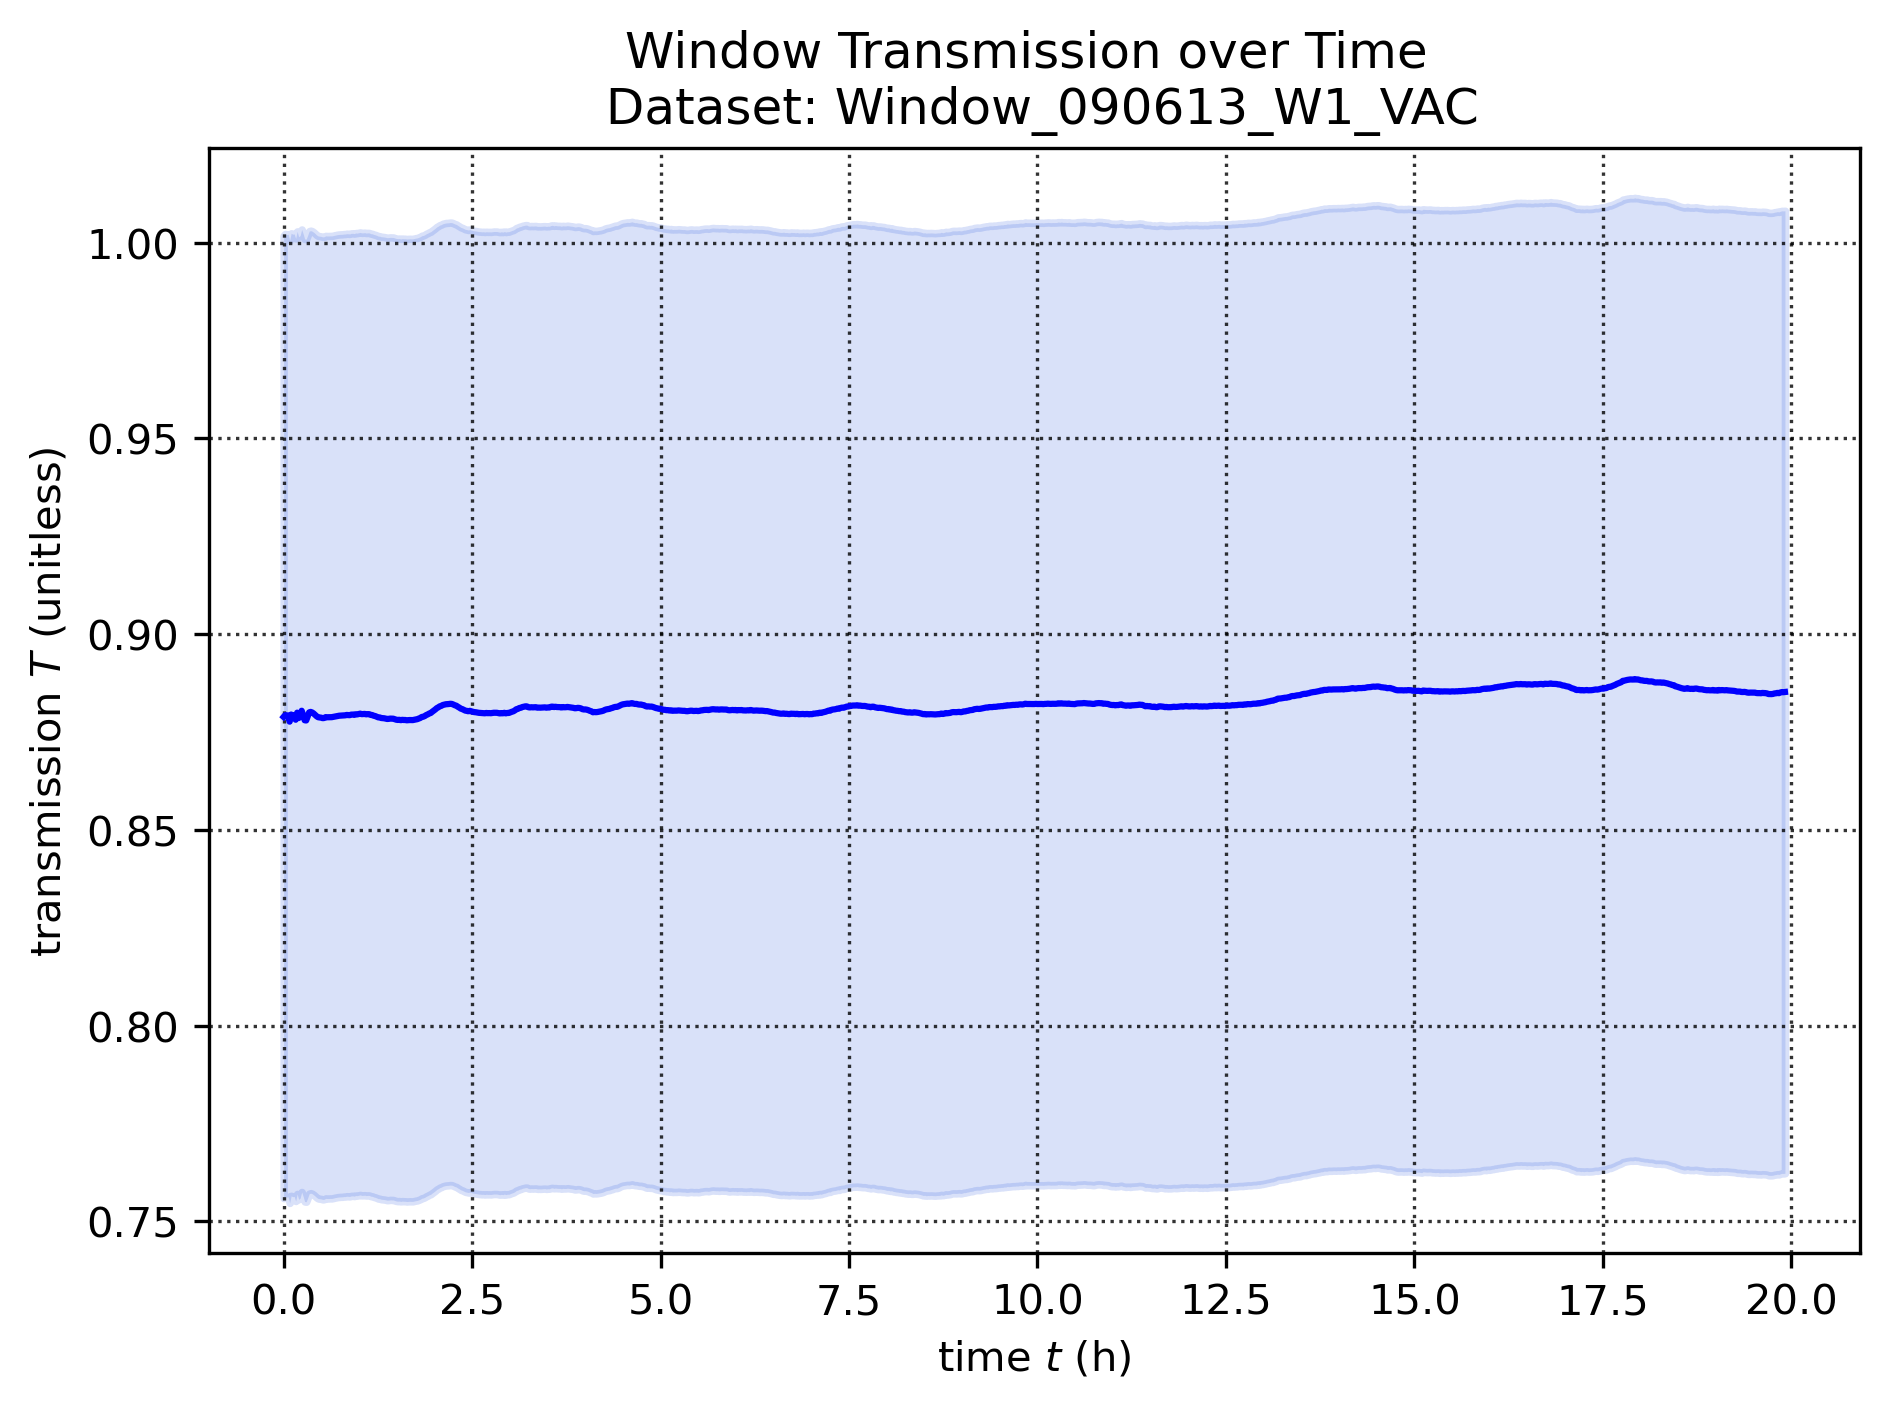 Window Transmission over Time
Dataset: Window_090613_W1_VAC
transmission T (unitless)
1.00
0.95
0.90
0.85
0.80
0.75
0.0 2.5 5.0 7.5 10.0 12.5 15.0 17.5 20.0
time t (h)